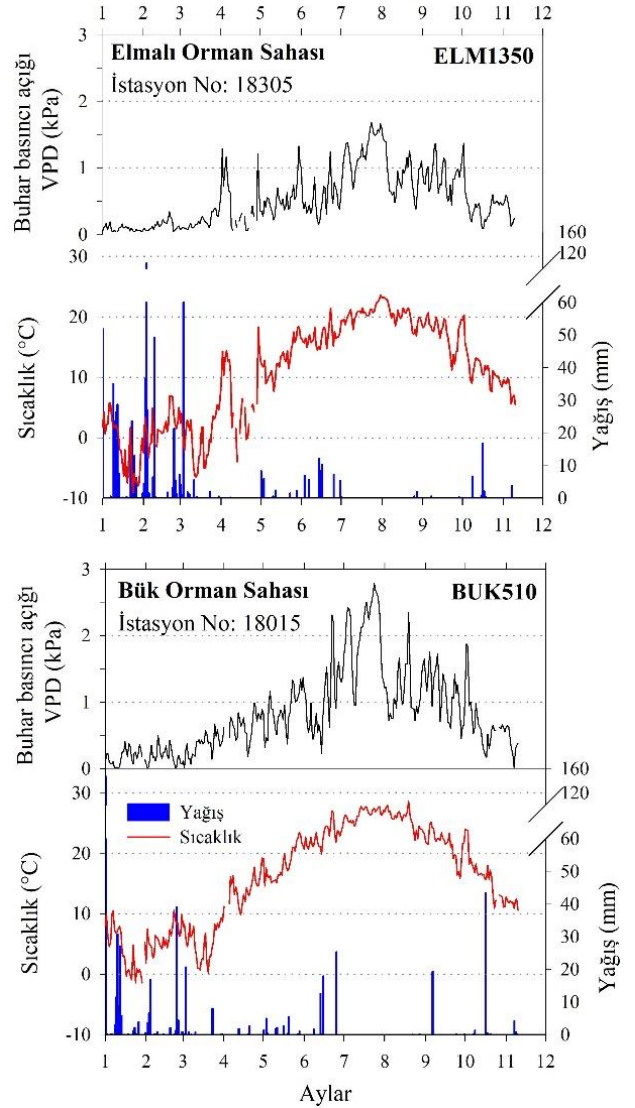 1 2 3 4 5 6 7 8 9 10 11 12
Elmalı Orman Sahası ELM1350
İstasyon No: 18305
Buhar basıncı açığı
VPD (kPa)
3
2
1
0
160
120
30
20
10
0
-10
Sıcaklık (°C)
60
50
40
30
20
10
0
Yağış (mm)
1 2 3 4 5 6 7 8 9 10 11 12
Bük Orman Sahası BUK510
İstasyon No: 18015
Buhar basıncı açığı
VPD (kPa)
3
2
1
0
160
120
30
20
10
0
-10
Sıcaklık (°C)
Yağış
Sıcaklık
60
50
40
30
20
10
0
Yağış (mm)
1 2 3 4 5 6 7 8 9 10 11 12
Aylar